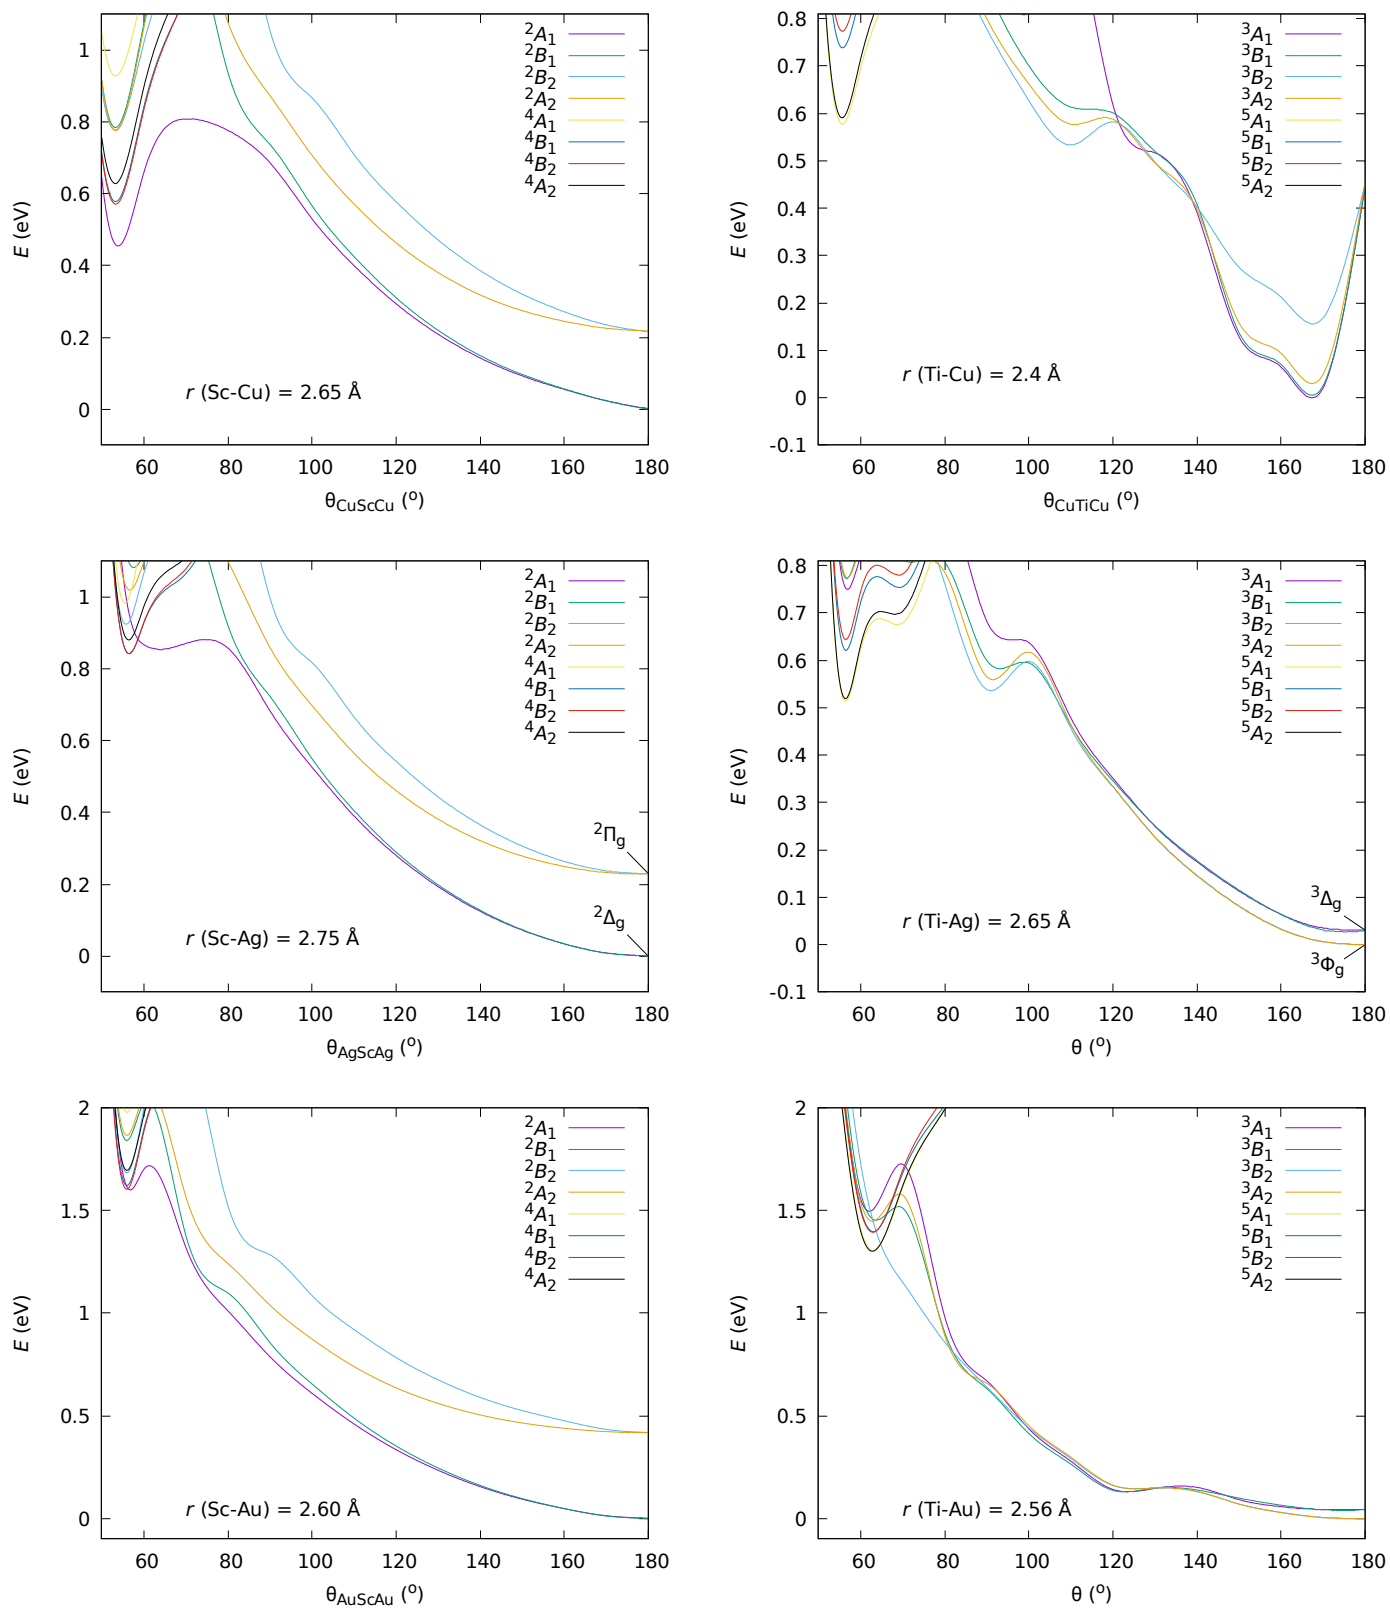 1
0.8
0.6
0.4
0.2
0
E (eV)
60 80 100 120 140 160 180
θCuScCu (o)
r (Sc-Cu) = 2.65 Å
2A1
2B1
2B2
2A2
4A1
4B1
4B2
4A2
0.8
0.7
0.6
0.5
0.4
0.3
0.2
0.1
0
-0.1
E (eV)
60 80 100 120 140 160 180
θCuTiCu (o)
r (Ti-Cu) = 2.4 Å
3A1
3B1
3B2
3A2
5A1
5B1
5B2
5A2
1
0.8
0.6
0.4
0.2
0
E (eV)
60 80 100 120 140 160 180
θAgScAg (o)
r (Sc-Ag) = 2.75 Å
2A1
2B1
2B2
2A2
4A1
4B1
4B2
4A2
2Πg
2Δg
0.8
0.7
0.6
0.5
0.4
0.3
0.2
0.1
0
-0.1
E (eV)
60 80 100 120 140 160 180
θ (o)
r (Ti-Ag) = 2.65 Å
3A1
3B1
3B2
3A2
5A1
5B1
5B2
5A2
3Δg
3Φg
2
1.5
1
0.5
0
E (eV)
60 80 100 120 140 160 180
θAuScAu (o)
r (Sc-Au) = 2.60 Å
2A1
2B1
2B2
2A2
4A1
4B1
4B2
4A2
2
1.5
1
0.5
0
E (eV)
60 80 100 120 140 160 180
θ (o)
r (Ti-Au) = 2.56 Å
3A1
3B1
3B2
3A2
5A1
5B1
5B2
5A2